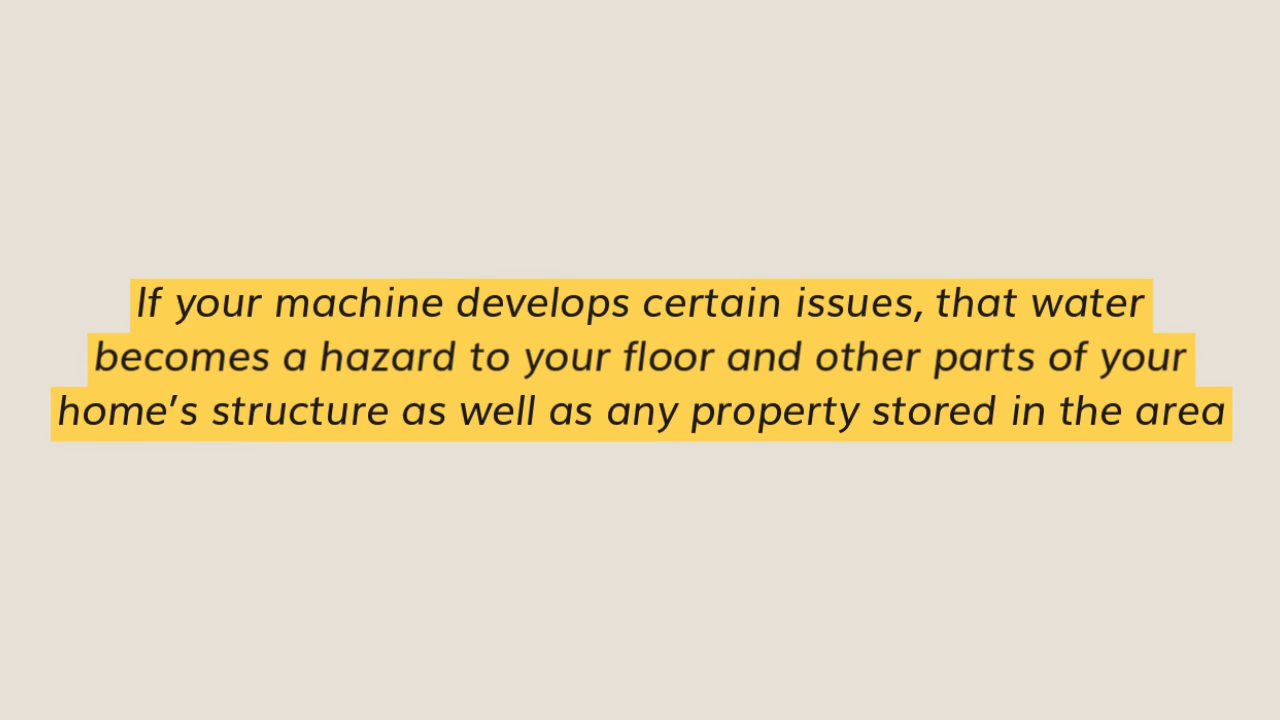 If your machine develops certain issues, that water
becomes a hazard to your floor and other parts of your
home’s structure as well as any property stored in the area